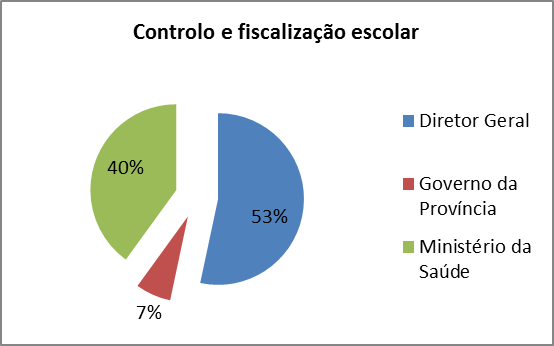 Controlo e fiscalização escolar
40%
53%
7%
Diretor Geral
Governo da
Província
Ministério da
Saúde